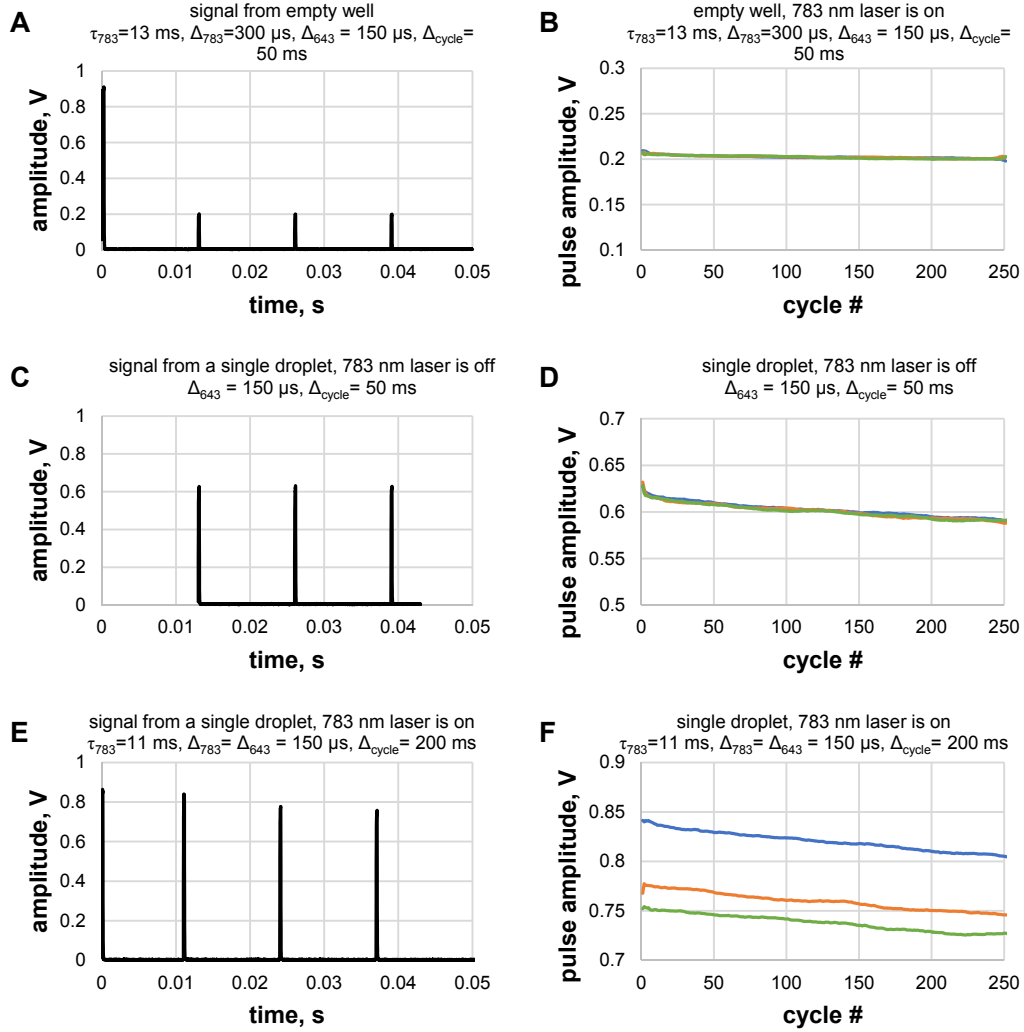 A
signal from empty well
τ783=13 ms, Δ783=300 µs, Δ643 = 150 µs, Δcycle=
50 ms
amplitude, V
1
0.8
0.6
0.4
0.2
0
0
0.01
0.02
0.03
0.04
0.05
time, s
B
empty well, 783 nm laser is on
τ783=13 ms, Δ783=300 µs, Δ643 = 150 µs, Δcycle=
50 ms
pulse amplitude, V
0.3
0.25
0.2
0.15
0.1
0
50
100
150
200
250
cycle #
C
signal from a single droplet, 783 nm laser is off
Δ643 = 150 µs, Δcycle= 50 ms
amplitude, V
1
0.8
0.6
0.4
0.2
0
0
0.01
0.02
0.03
0.04
0.05
time, s
D
single droplet, 783 nm laser is off
Δ643 = 150 µs, Δcycle= 50 ms
pulse amplitude, V
0.7
0.65
0.6
0.55
0.5
0
50
100
150
200
250
cycle #
E
signal from a single droplet, 783 nm laser is on
τ783=11 ms, Δ783= Δ643 = 150 µs, Δcycle= 200 ms
amplitude, V
1
0.8
0.6
0.4
0.2
0
0
0.01
0.02
0.03
0.04
0.05
time, s
F
single droplet, 783 nm laser is on
τ783=11 ms, Δ783= Δ643 = 150 µs, Δcycle= 200 ms
pulse amplitude, V
0.9
0.85
0.8
0.75
0.7
0
50
100
150
200
250
cycle #